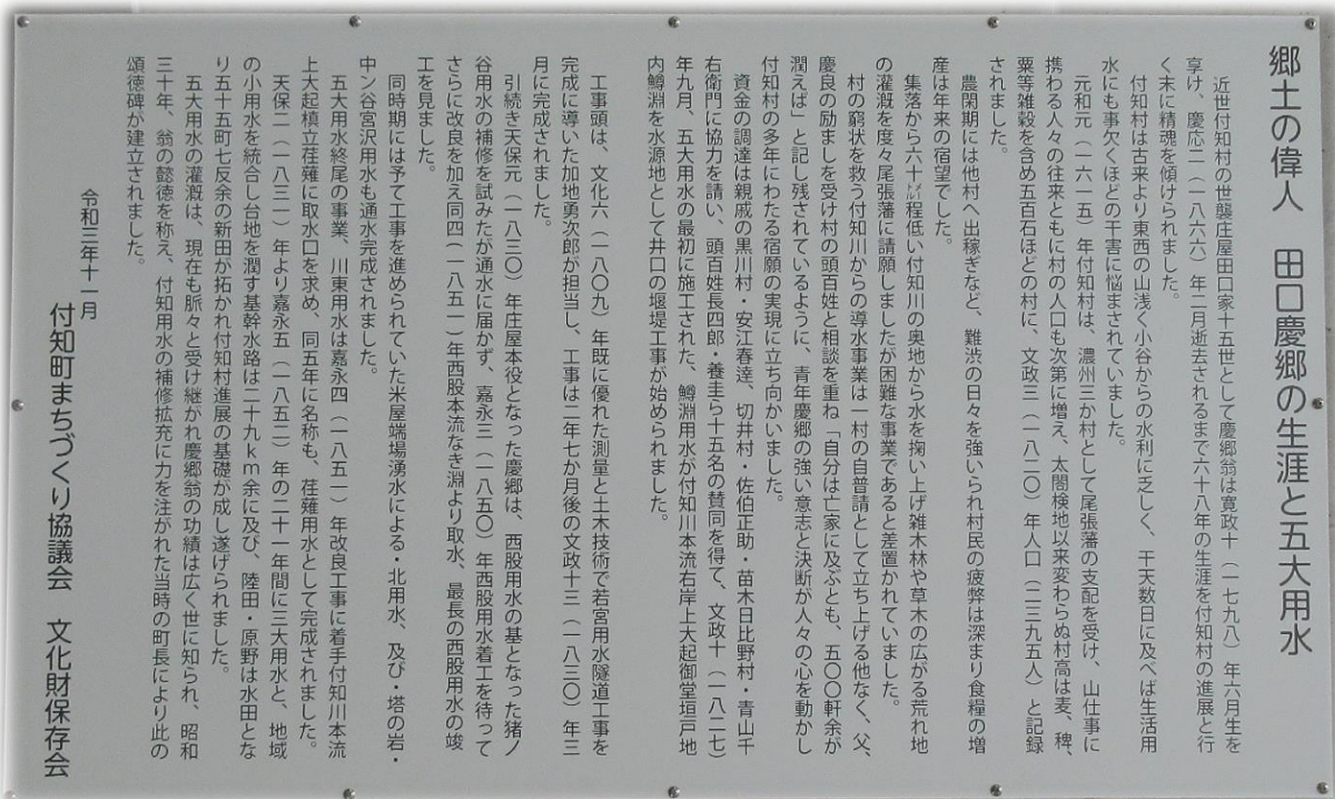 郷土の偉人　田口慶郷の生涯と五大用水
近世付知村の世襲庄屋田口家十五世として慶郷翁は寛政十（一七九八）年六月生を
享け、慶応二（一八六六）年二月逝去されるまで六十八年の生涯を付知村の進展と行
く末に精魂を傾けられました。
付知村は古来より東西の山浅く小谷からの水利に乏しく、干天数日に及べば生活用
水にも事欠くほどの干害に悩まされていました。
元和元（一六一五）年付知村は、濃州三か村として尾張藩の支配を受け、山仕事に
携わる人々の往来とともに村の人口も次第に増え、太閤検地以来変わらぬ村高は麦、稗、
粟等雑穀を含め五百石ほどの村に、文政三（一八二〇）年人口（二三九五人）と記録
されました。
農閑期には他村へ出稼ぎなど、難渋の日々を強いられ村民の疲弊は深まり食糧の増
産は年来の宿望でした。
集落から六十㍍程低い付知川の奥地から水を掬い上げ雑木林や草木の広がる荒れ地
の灌漑を度々尾張藩に請願しましたが困難な事業であると差置かれていました。
村の窮状を救う付知川からの導水事業は一村の自普請として立ち上げる他なく、父、
慶良の励ましを受け村の頭百姓と相談を重ね「自分は亡家に及ぶとも、五〇〇軒余が
潤えば」と記し残されているように、青年慶郷の強い意志と決断が人々の心を動かし
付知村の多年にわたる宿願の実現に立ち向かいました。
資金の調達は親戚の黒川村・安江春達、切井村・佐伯正助・苗木日比野村・青山千
右衛門に協力を請い、頭百姓長四郎・養圭ら十五名の賛同を得て、文政十（一八二七）
年九月、五大用水の最初に施工された、鱒淵用水が付知川本流右岸上大起御堂垣戸地
内鱒淵を水源地として井口の堰堤工事が始められました。
工事頭は、文化六（一八〇九）年既に優れた測量と土木技術で若宮用水隧道工事を
完成に導いた加地勇次郎が担当し、工事は二年七か月後の文政十三（一八三〇）年三
月に完成されました。
引続き天保元（一八三〇）年庄屋本役となった慶郷は、西股用水の基となった猪ノ
谷用水の補修を試みたが通水に届かず、嘉永三（一八五〇）年西股用水着工を待って
さらに改良を加え同四（一八五一）年西股本流なき淵より取水、最長の西股用水の竣
工を見ました。
同時期には予て工事を進められていた米屋端場湧水による・北用水、及び・塔の岩・
中ン谷宮沢用水も通水完成されました。
五大用水終尾の事業、川東用水は嘉永四（一八五一）年改良工事に着手付知川本流
上大起槙立荏薙に取水口を求め、同五年に名称も、荏薙用水として完成されました。
天保二（一八三一）年より嘉永五（一八五二）年の二十一年間に三大用水と、地域
の小用水を統合し台地を潤す基幹水路は二十九ｋｍ余に及び、陸田・原野は水田とな
り五十五町七反余の新田が拓かれ付知村進展の基礎が成し遂げられました。
五大用水の灌漑は、現在も脈々と受け継がれ慶郷翁の功績は広く世に知られ、昭和
三十年、翁の懿徳を称え、付知用水の補修拡充に力を注がれた当時の町長により此の
頌徳碑が建立されました。
令和三年十一月
付知町まちづくり協議会　文化財保存会